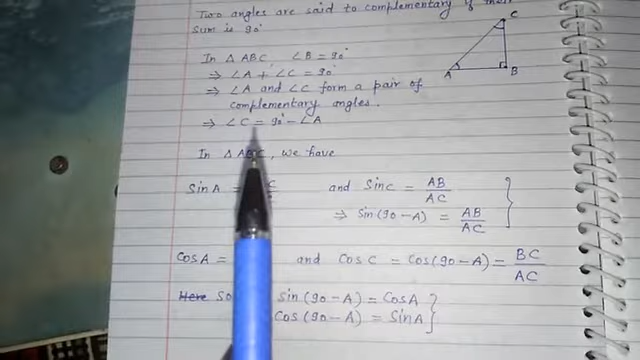 Two angles are said to complementary if their
sum is 90°
In △ ABC, ∠B = 90°
⇒ ∠A + ∠C = 90°
⇒ ∠A and ∠C form a pair of
complementary angles.
⇒ ∠C = 90° - ∠A
C
A
B
In △ ABC, we have
Sin A = and Sin C = AB/AC
⇒ Sin (90 - A) = AB/AC
Cos A = and Cos C = Cos (90 - A) = BC/AC
Here So Sin (90 - A) = Cos A
Cos (90 - A) = Sin A